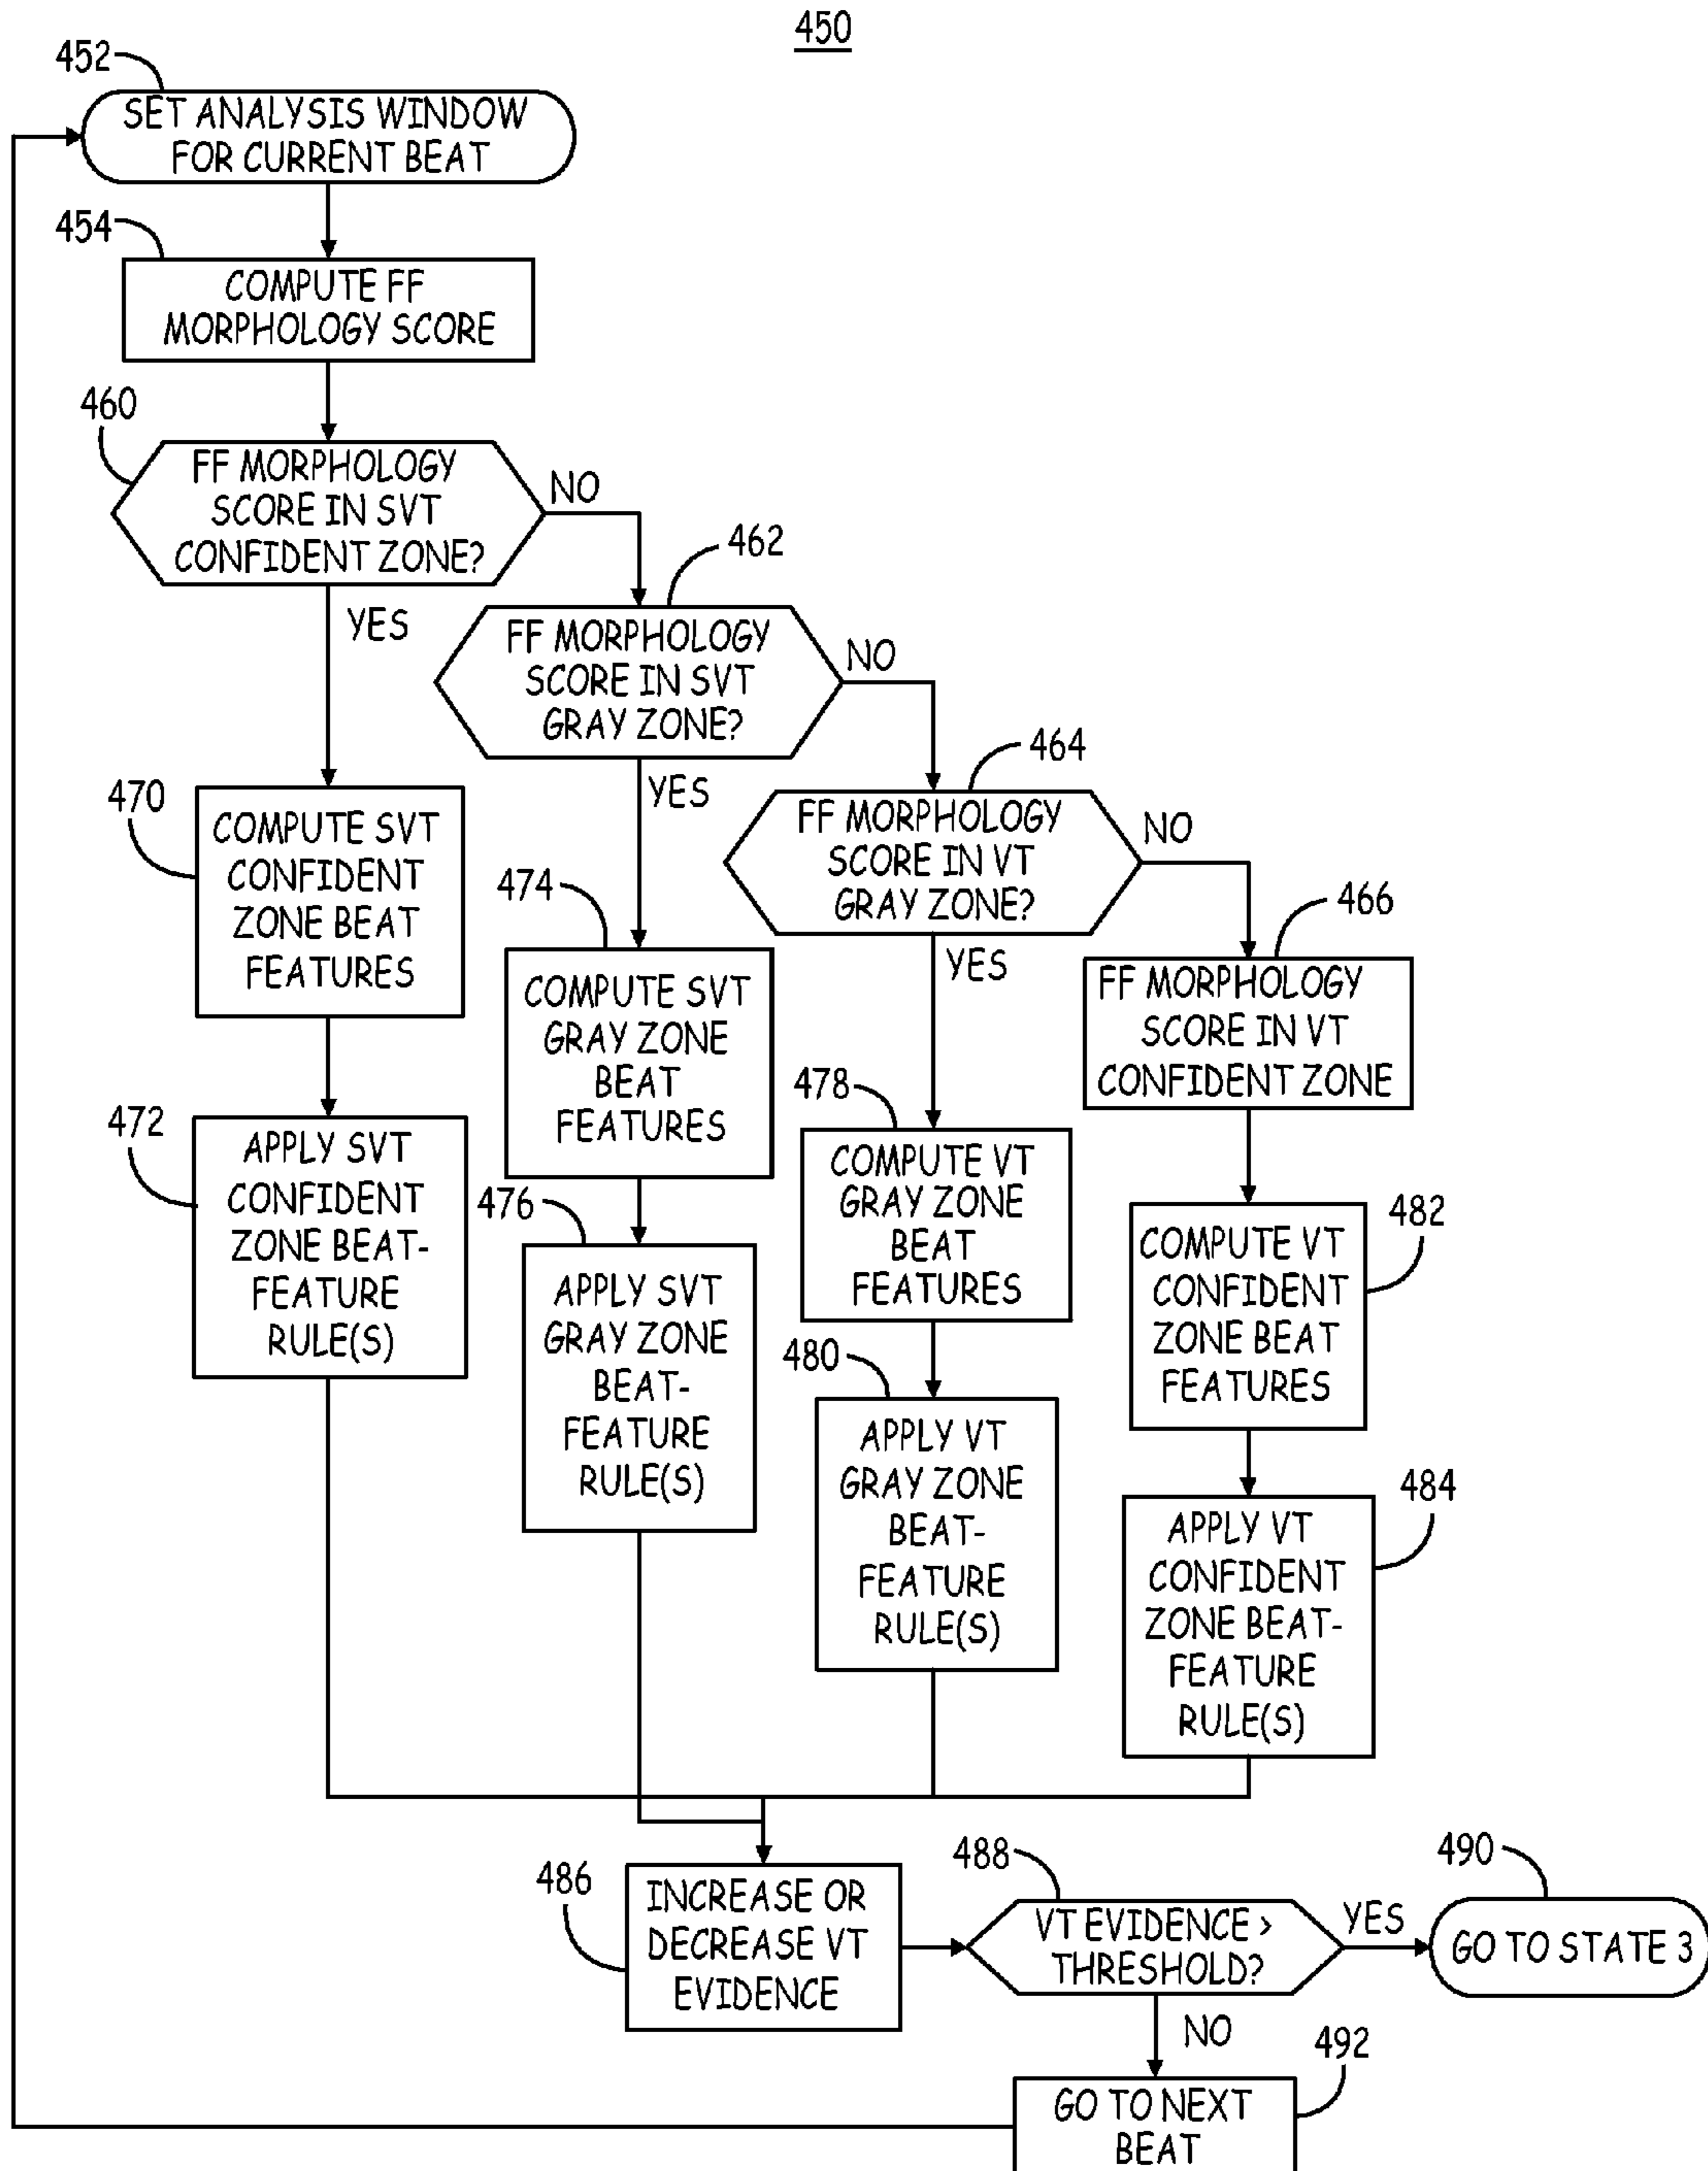 450
452
SET ANALYSIS WINDOW
FOR CURRENT BEAT
454
COMPUTE FF
MORPHOLOGY SCORE
460
FF MORPHOLOGY
SCORE IN SVT
CONFIDENT ZONE?
NO
YES
462
FF MORPHOLOGY
SCORE IN SVT
GRAY ZONE?
NO
YES
464
FF MORPHOLOGY
SCORE IN VT
GRAY ZONE?
NO
YES
466
FF MORPHOLOGY
SCORE IN VT
CONFIDENT ZONE
470
COMPUTE SVT
CONFIDENT
ZONE BEAT
FEATURES
472
APPLY SVT
CONFIDENT
ZONE BEAT-
FEATURE
RULE(S)
474
COMPUTE SVT
GRAY ZONE
BEAT
FEATURES
476
APPLY SVT
GRAY ZONE
BEAT-
FEATURE
RULE(S)
478
COMPUTE VT
GRAY ZONE
BEAT
FEATURES
480
APPLY VT
GRAY ZONE
BEAT-
FEATURE
RULE(S)
482
COMPUTE VT
CONFIDENT
ZONE BEAT
FEATURES
484
APPLY VT
CONFIDENT
ZONE BEAT-
FEATURE
RULE(S)
486
INCREASE OR
DECREASE VT
EVIDENCE
488
VT EVIDENCE >
THRESHOLD?
YES
NO
490
GO TO STATE 3
492
GO TO NEXT
BEAT